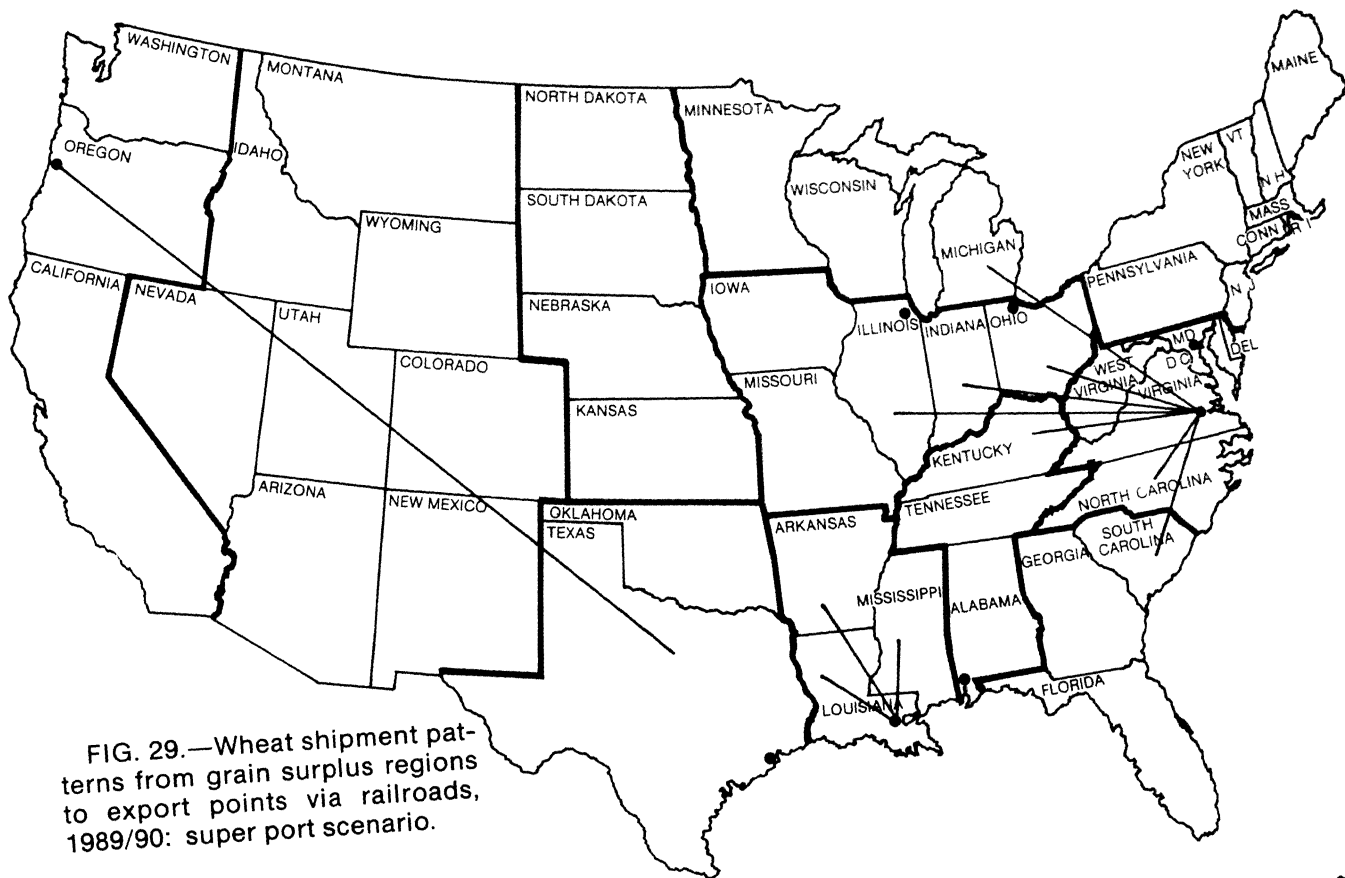 WASHINGTON
MONTANA
NORTH DAKOTA
MINNESOTA
MAINE
OREGON
IDAHO
WISCONSIN
NEW
YORK
VT
N H
MASS
CONN
R I
SOUTH DAKOTA
WYOMING
MICHIGAN
CALIFORNIA
NEVADA
UTAH
NEBRASKA
IOWA
PENNSYLVANIA
N J
ILLINOIS
INDIANA
OHIO
COLORADO
MISSOURI
WEST
VIRGINIA
MD
D C
DEL
VIRGINIA
KANSAS
KENTUCKY
ARIZONA
NEW MEXICO
OKLAHOMA
TEXAS
ARKANSAS
TENNESSEE
NORTH CAROLINA
SOUTH
CAROLINA
GEORGIA
MISSISSIPPI
ALABAMA
LOUISIANA
FLORIDA
FIG. 29.—Wheat shipment pat-
terns from grain surplus regions
to export points via railroads,
1989/90: super port scenario.